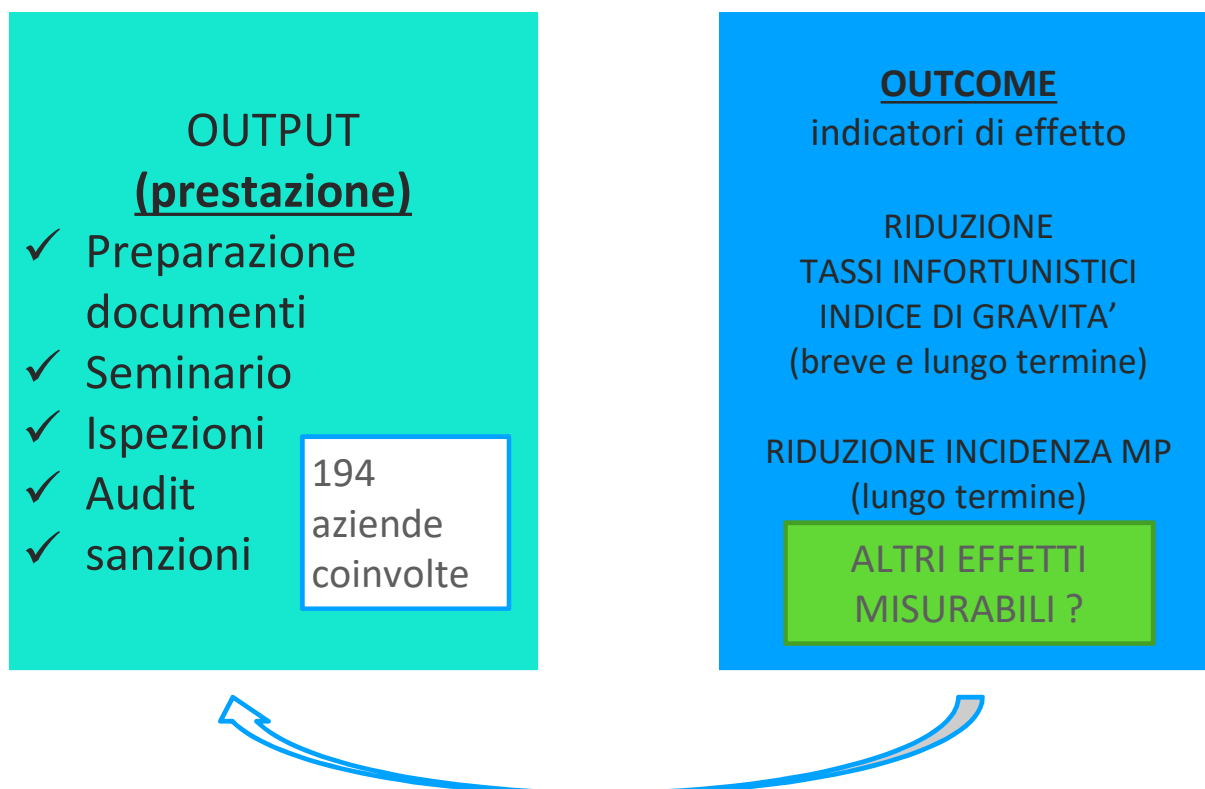 OUTPUT
(prestazione)
✓ Preparazione
documenti
✓ Seminario
✓ Ispezioni
✓ Audit
✓ sanzioni
194
aziende
coinvolte
OUTCOME
indicatori di effetto
RIDUZIONE
TASSI INFORTUNISTICI
INDICE DI GRAVITA’
(breve e lungo termine)
RIDUZIONE INCIDENZA MP
(lungo termine)
ALTRI EFFETTI
MISURABILI ?